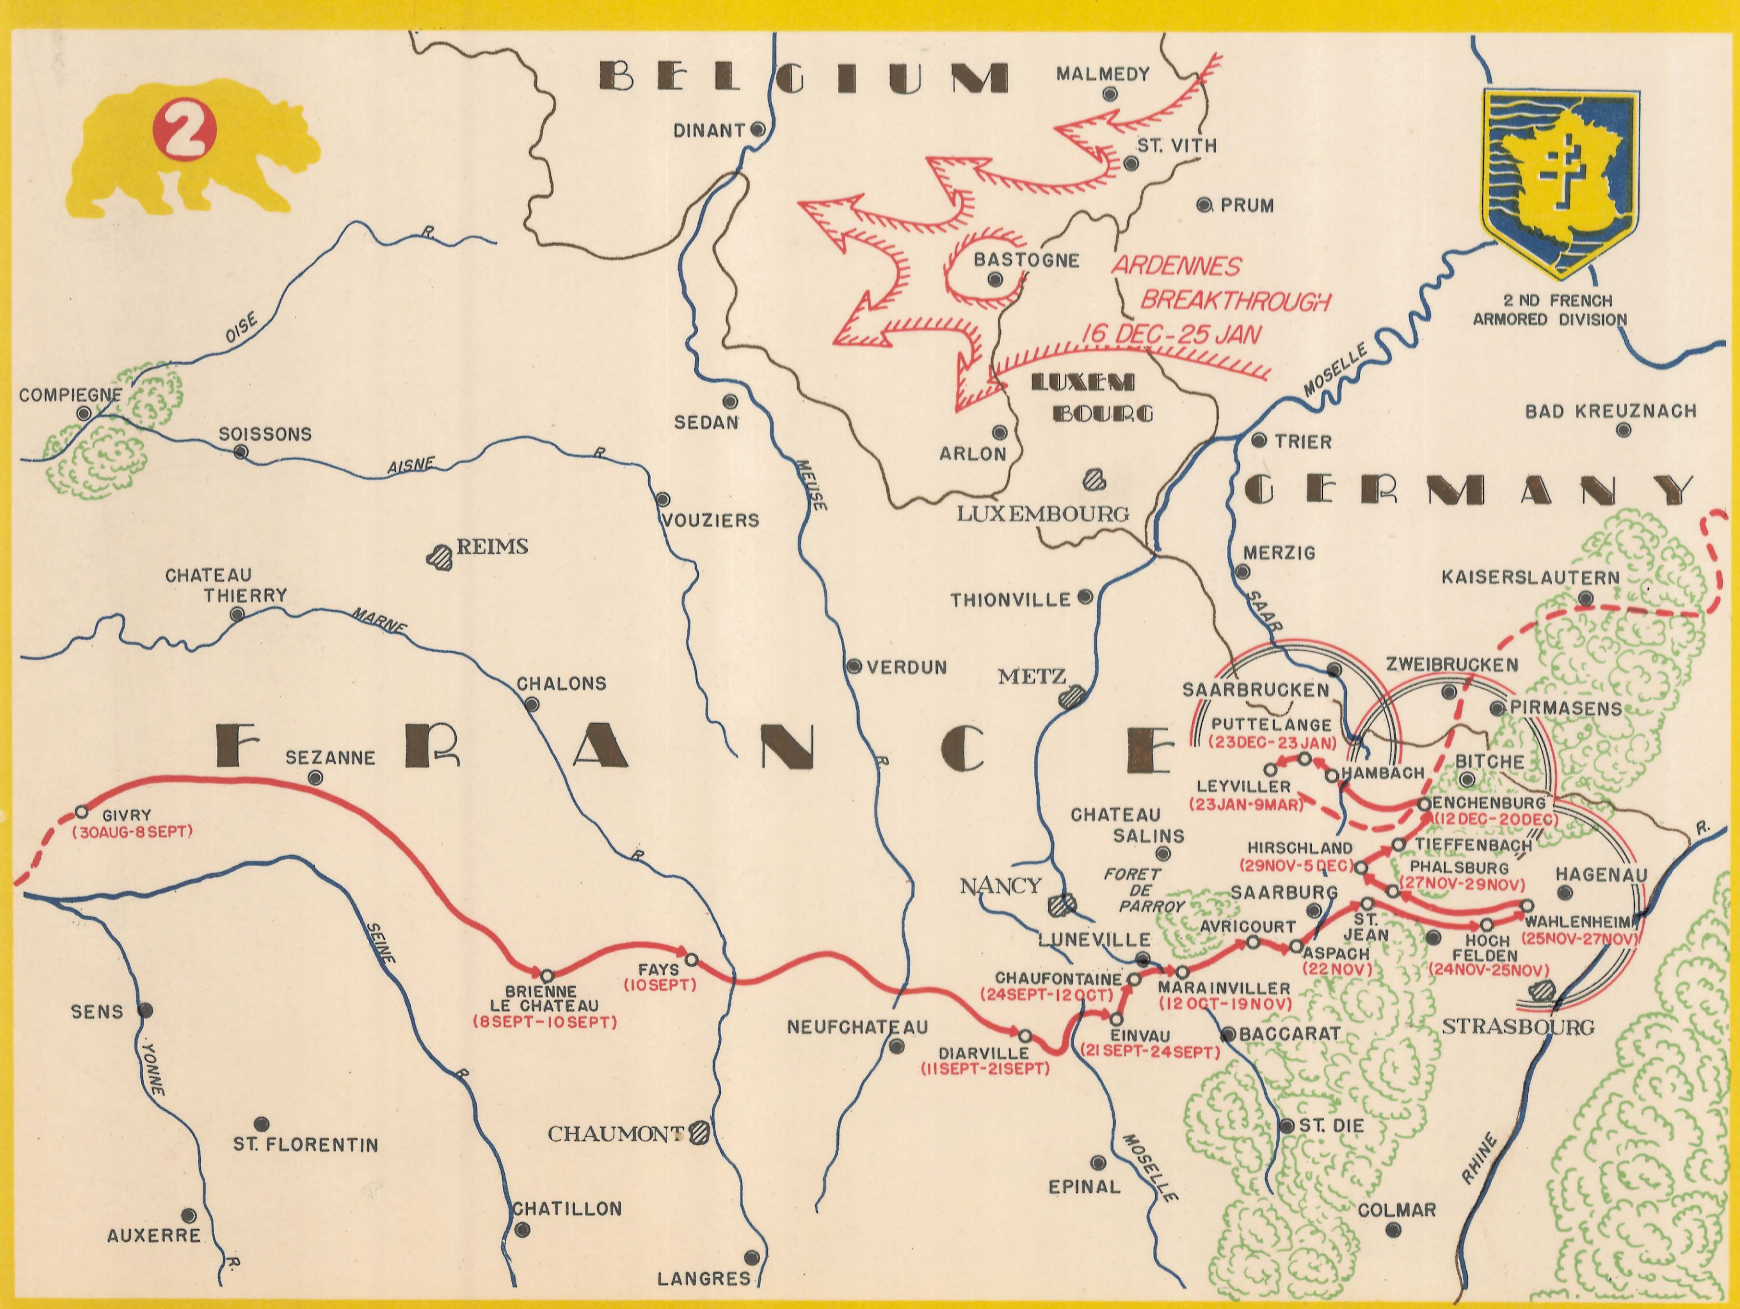 BELGIUM
MALMEDY
2
DINANT
ST. VITH
PRUM
R.
BASTOGNE
ARDENNES
BREAKTHROUGH
16 DEC-25 JAN
2 ND FRENCH
ARMORED DIVISION
OISE
MOSELLE
LUXEM
BOURG
COMPIEGNE
SOISSONS
SEDAN
BAD KREUZNACH
TRIER
ARLON
AISNE
R.
MEUSE
GERMANY
LUXEMBOURG
VOUZIERS
REIMS
MERZIG
CHATEAU
THIERRY
KAISERSLAUTERN
THIONVILLE
SAAR
MARNE
VERDUN
ZWEIBRUCKEN
METZ
CHALONS
SAARBRUCKEN
PIRMASENS
PUTTELANGE
(23DEC-23JAN)
FRANCE
SEZANNE
R.
BITCHE
HAMBACH
LEYVILLER
(23JAN-9MAR)
ENCHENBURG
(12DEC-20DEC)
GIVRY
(30AUG-8SEPT)
CHATEAU
SALINS
R.
TIEFFENBACH
HIRSCHLAND
(29NOV-5DEC)
R.
PHALSBURG
(27NOV-29NOV)
HAGENAU
FORET
DE
PARROY
NANCY
SAARBURG
ST.
JEAN
WAHLENHEIM
(25NOV-27NOV)
AVRICOURT
SEINE
LUNEVILLE
HOCH
FELDEN
(24NOV-25NOV)
ASPACH
(22NOV)
FAYS
(10SEPT)
CHAUFONTAINE
(24SEPT-12OCT)
MARAINVILLER
(12OCT-19NOV)
BRIENNE
LE CHATEAU
(8SEPT-10SEPT)
SENS
NEUFCHATEAU
EINVAU
(21SEPT-24SEPT)
BACCARAT
STRASBOURG
DIARVILLE
(11SEPT-21SEPT)
YONNE
R.
ST. FLORENTIN
CHAUMONT
ST. DIE
MOSELLE
RHINE
EPINAL
CHATILLON
COLMAR
AUXERRE
R.
LANGRES